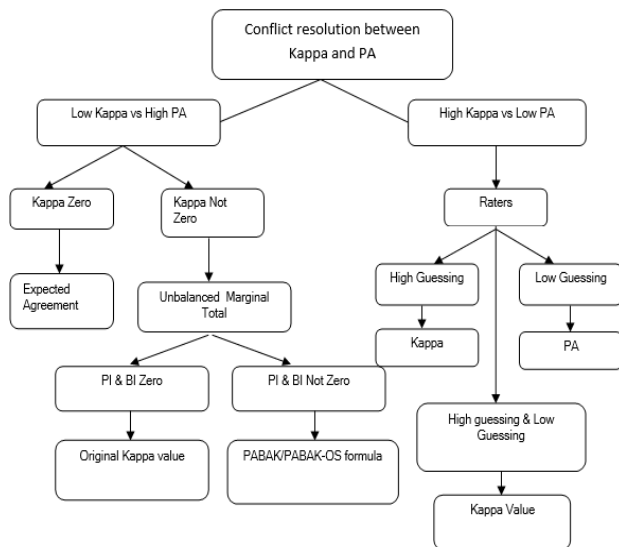 Conflict resolution between
Kappa and PA
Low Kappa vs High PA
High Kappa vs Low PA
Kappa Zero
Kappa Not
Zero
Raters
Expected
Agreement
Unbalanced Marginal
Total
High Guessing
Low Guessing
Kappa
PA
PI & BI Zero
PI & BI Not Zero
High guessing & Low
Guessing
Original Kappa value
PABAK/PABAK-OS formula
Kappa Value